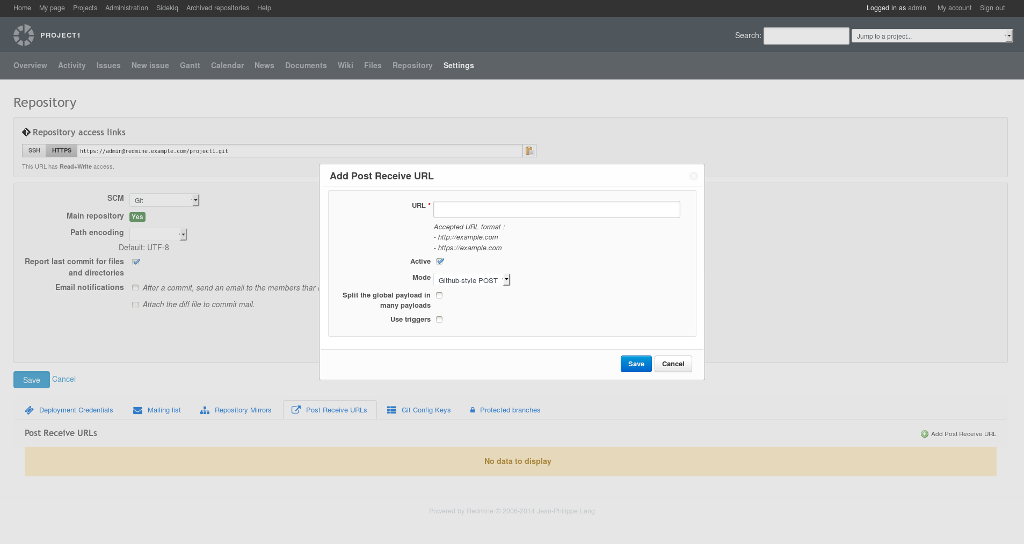 Home My page Projects Administration Sidekiq Archived repositories Help
Logged in as admin My account Sign out
PROJECT1
Search:
Jump to a project...
Overview Activity Issues New issue Gantt Calendar News Documents Wiki Files Repository Settings
Repository
Repository access links
SSH HTTPS https://admin@redmine.example.com/project1.git
This URL has Read+Write access.
SCM Git
Main repository Yes
Path encoding
Default: UTF-8
Report last commit for files
and directories
Email notifications After a commit, send an email to the members that
Attach the diff file to commit mail.
Save Cancel
Add Post Receive URL
URL *
Accepted URL format :
- http://example.com
- https://example.com
Active
Mode Github-style POST
Split the global payload in
many payloads
Use triggers
Save Cancel
Deployment Credentials Mailing list Repository Mirrors Post Receive URLs Git Config Keys Protected branches
Post Receive URLs
Add Post Receive URL
No data to display
Powered by Redmine © 2006-2014 Jean-Philippe Lang